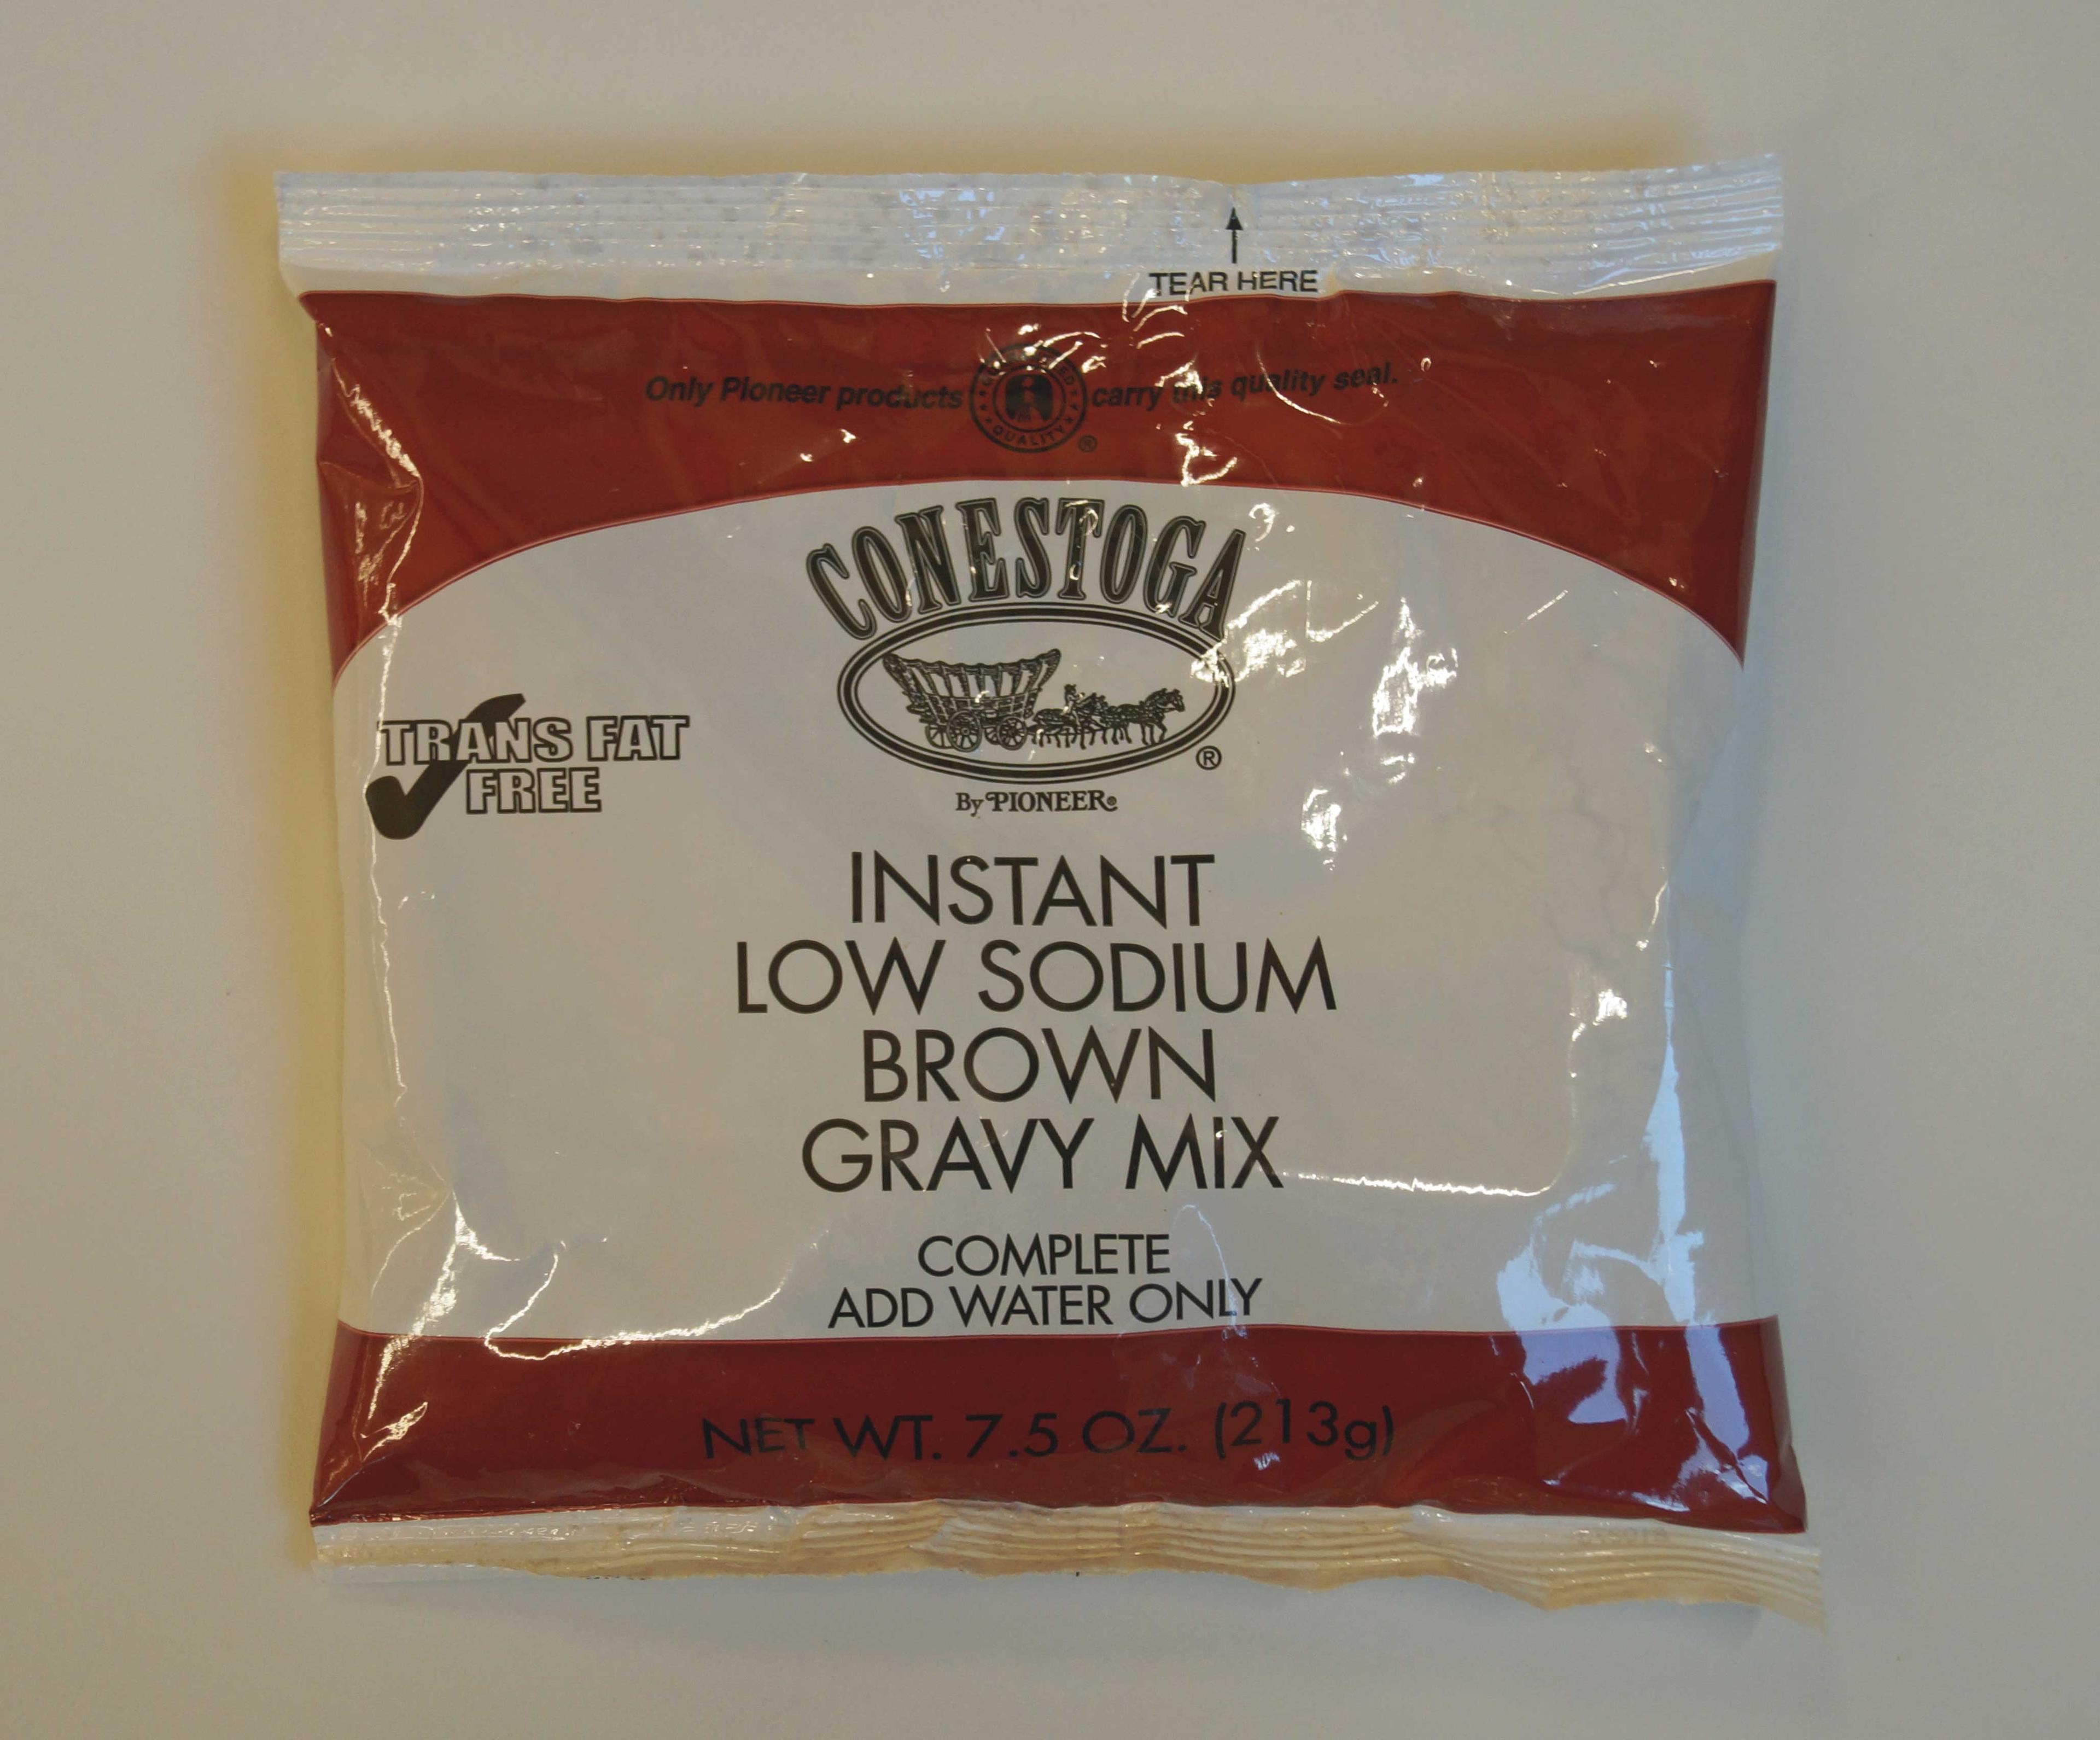 TEAR HERE
Only Pioneer products carry this quality seal.
QUALITY ®
CONESTOGA
®
By PIONEER®
TRANS FAT
FREE
INSTANT
LOW SODIUM
BROWN
GRAVY MIX
COMPLETE
ADD WATER ONLY
NET WT. 7.5 OZ. (213g)